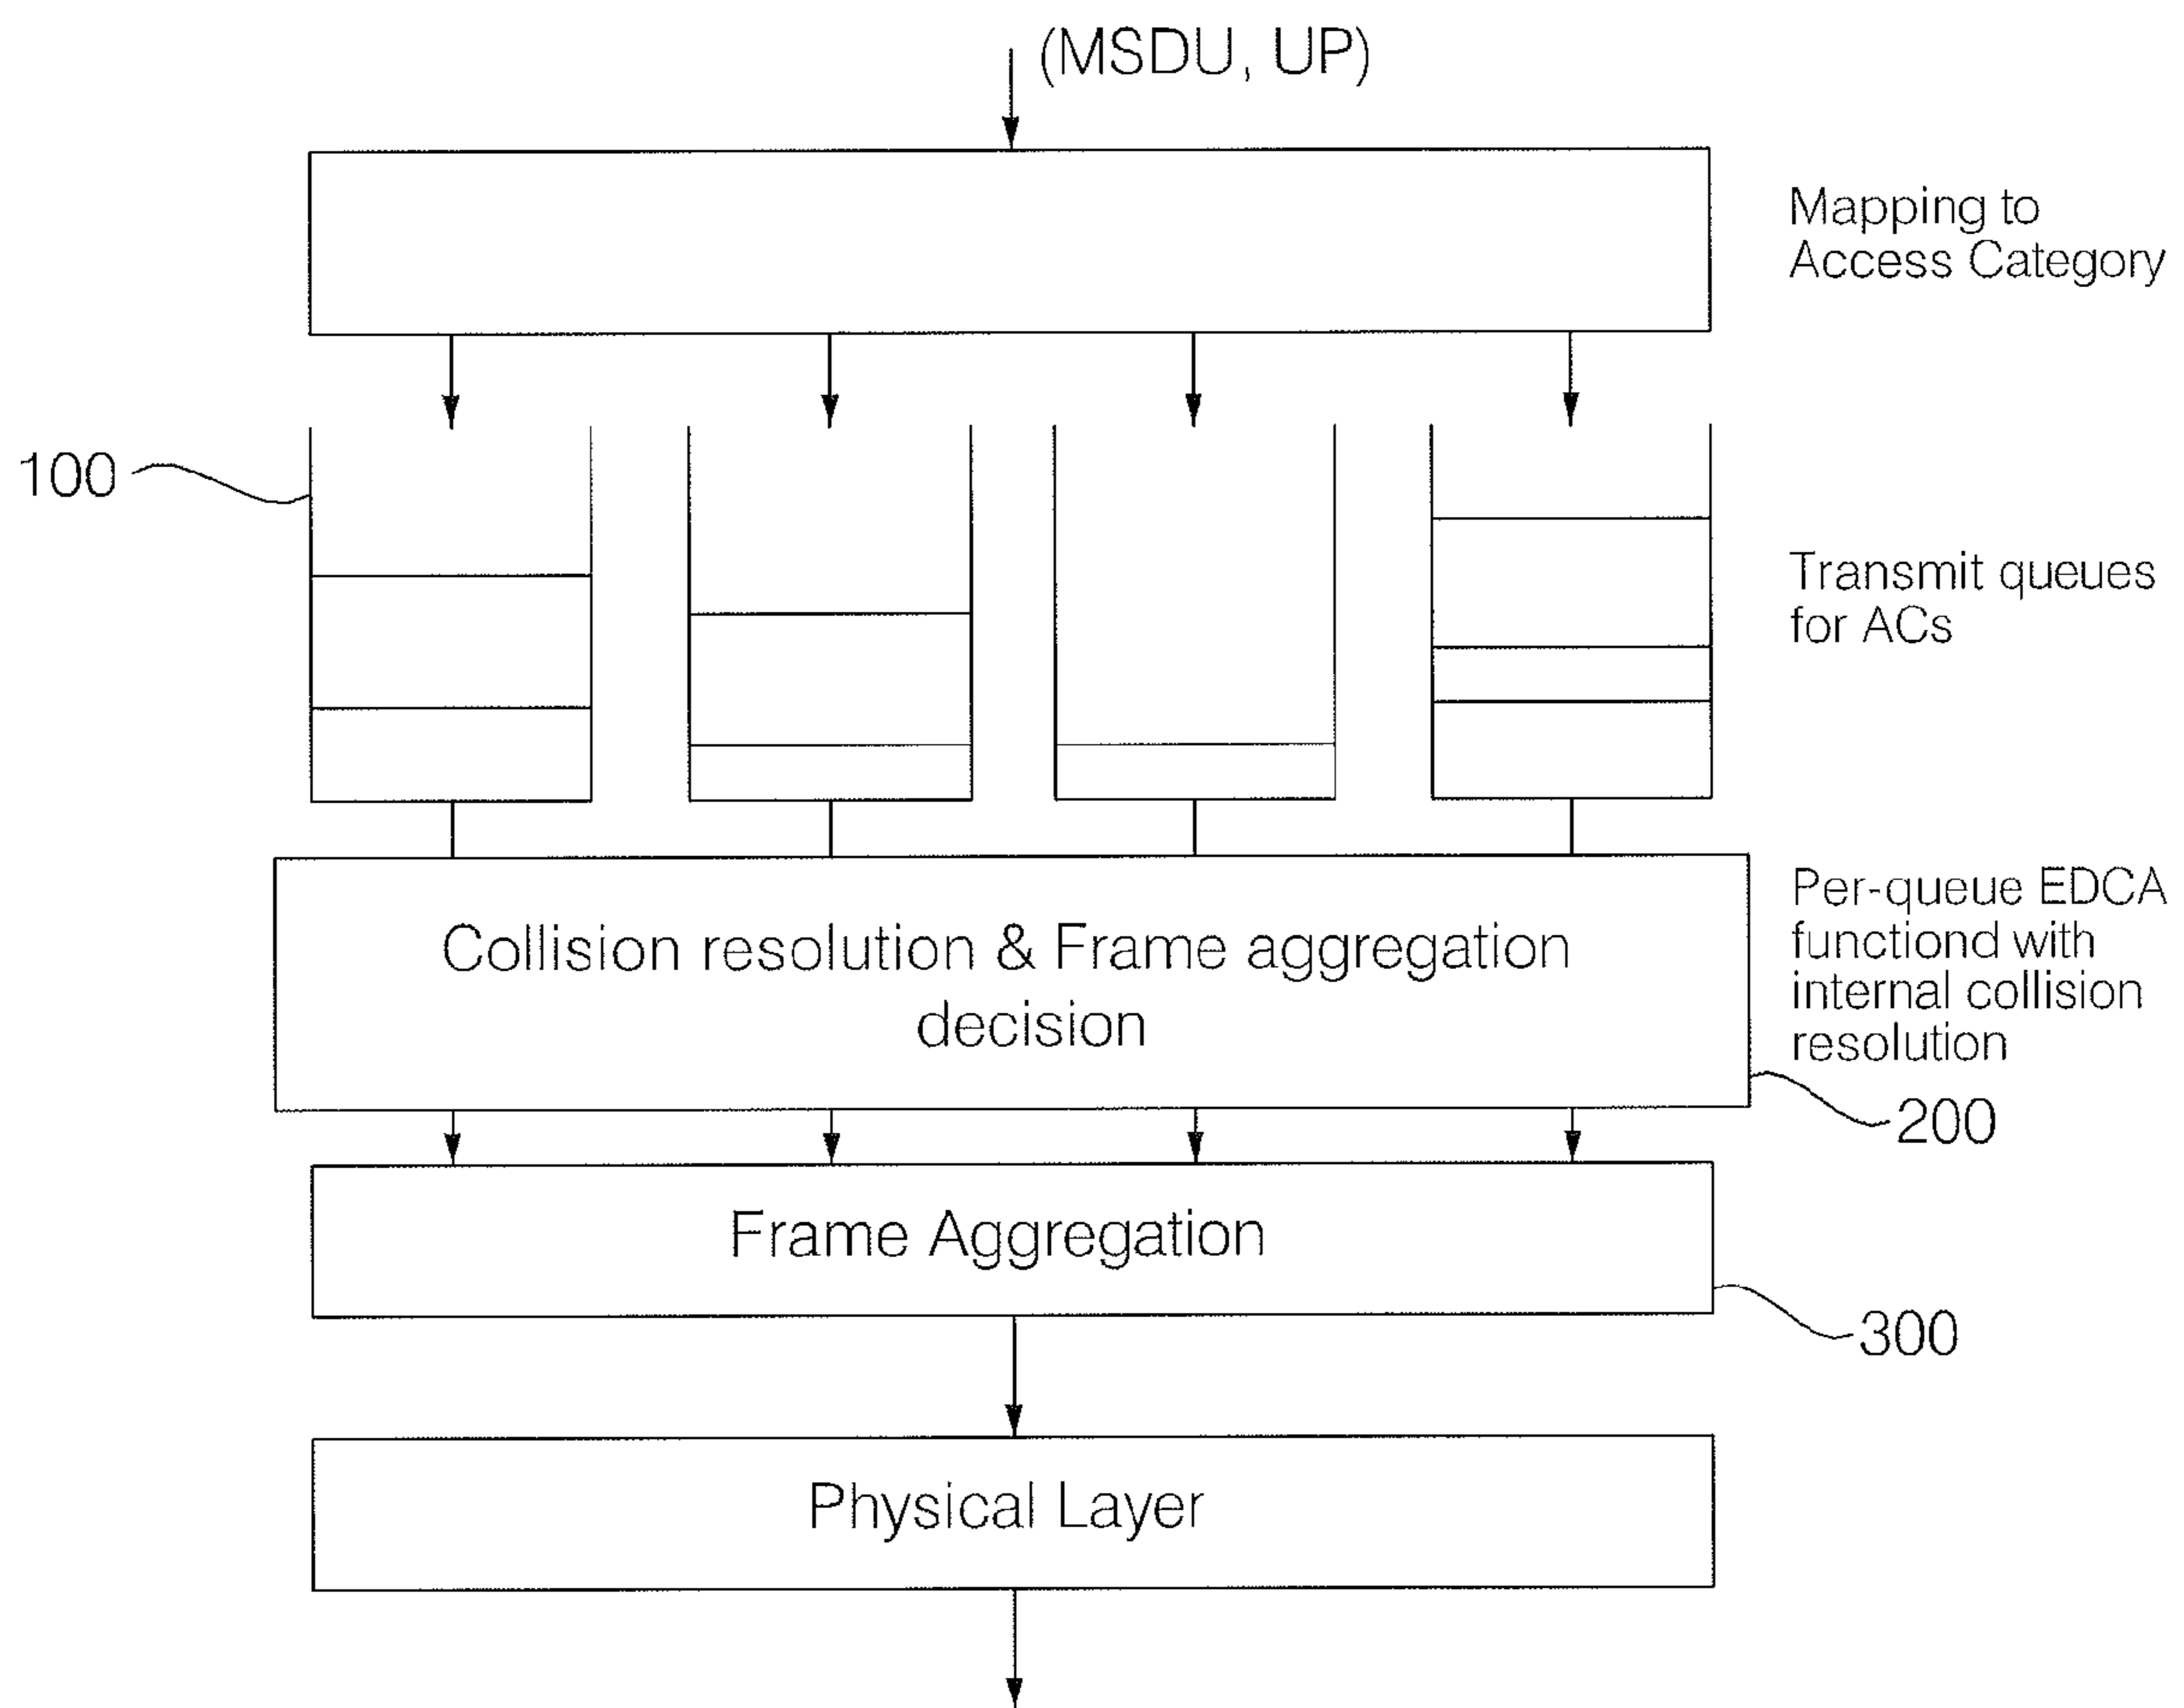 (MSDU, UP)
Mapping to
Access Category
100
Transmit queues
for ACs
Collision resolution & Frame aggregation
decision
Per-queue EDCA
functiond with
internal collision
resolution
200
Frame Aggregation
300
Physical Layer